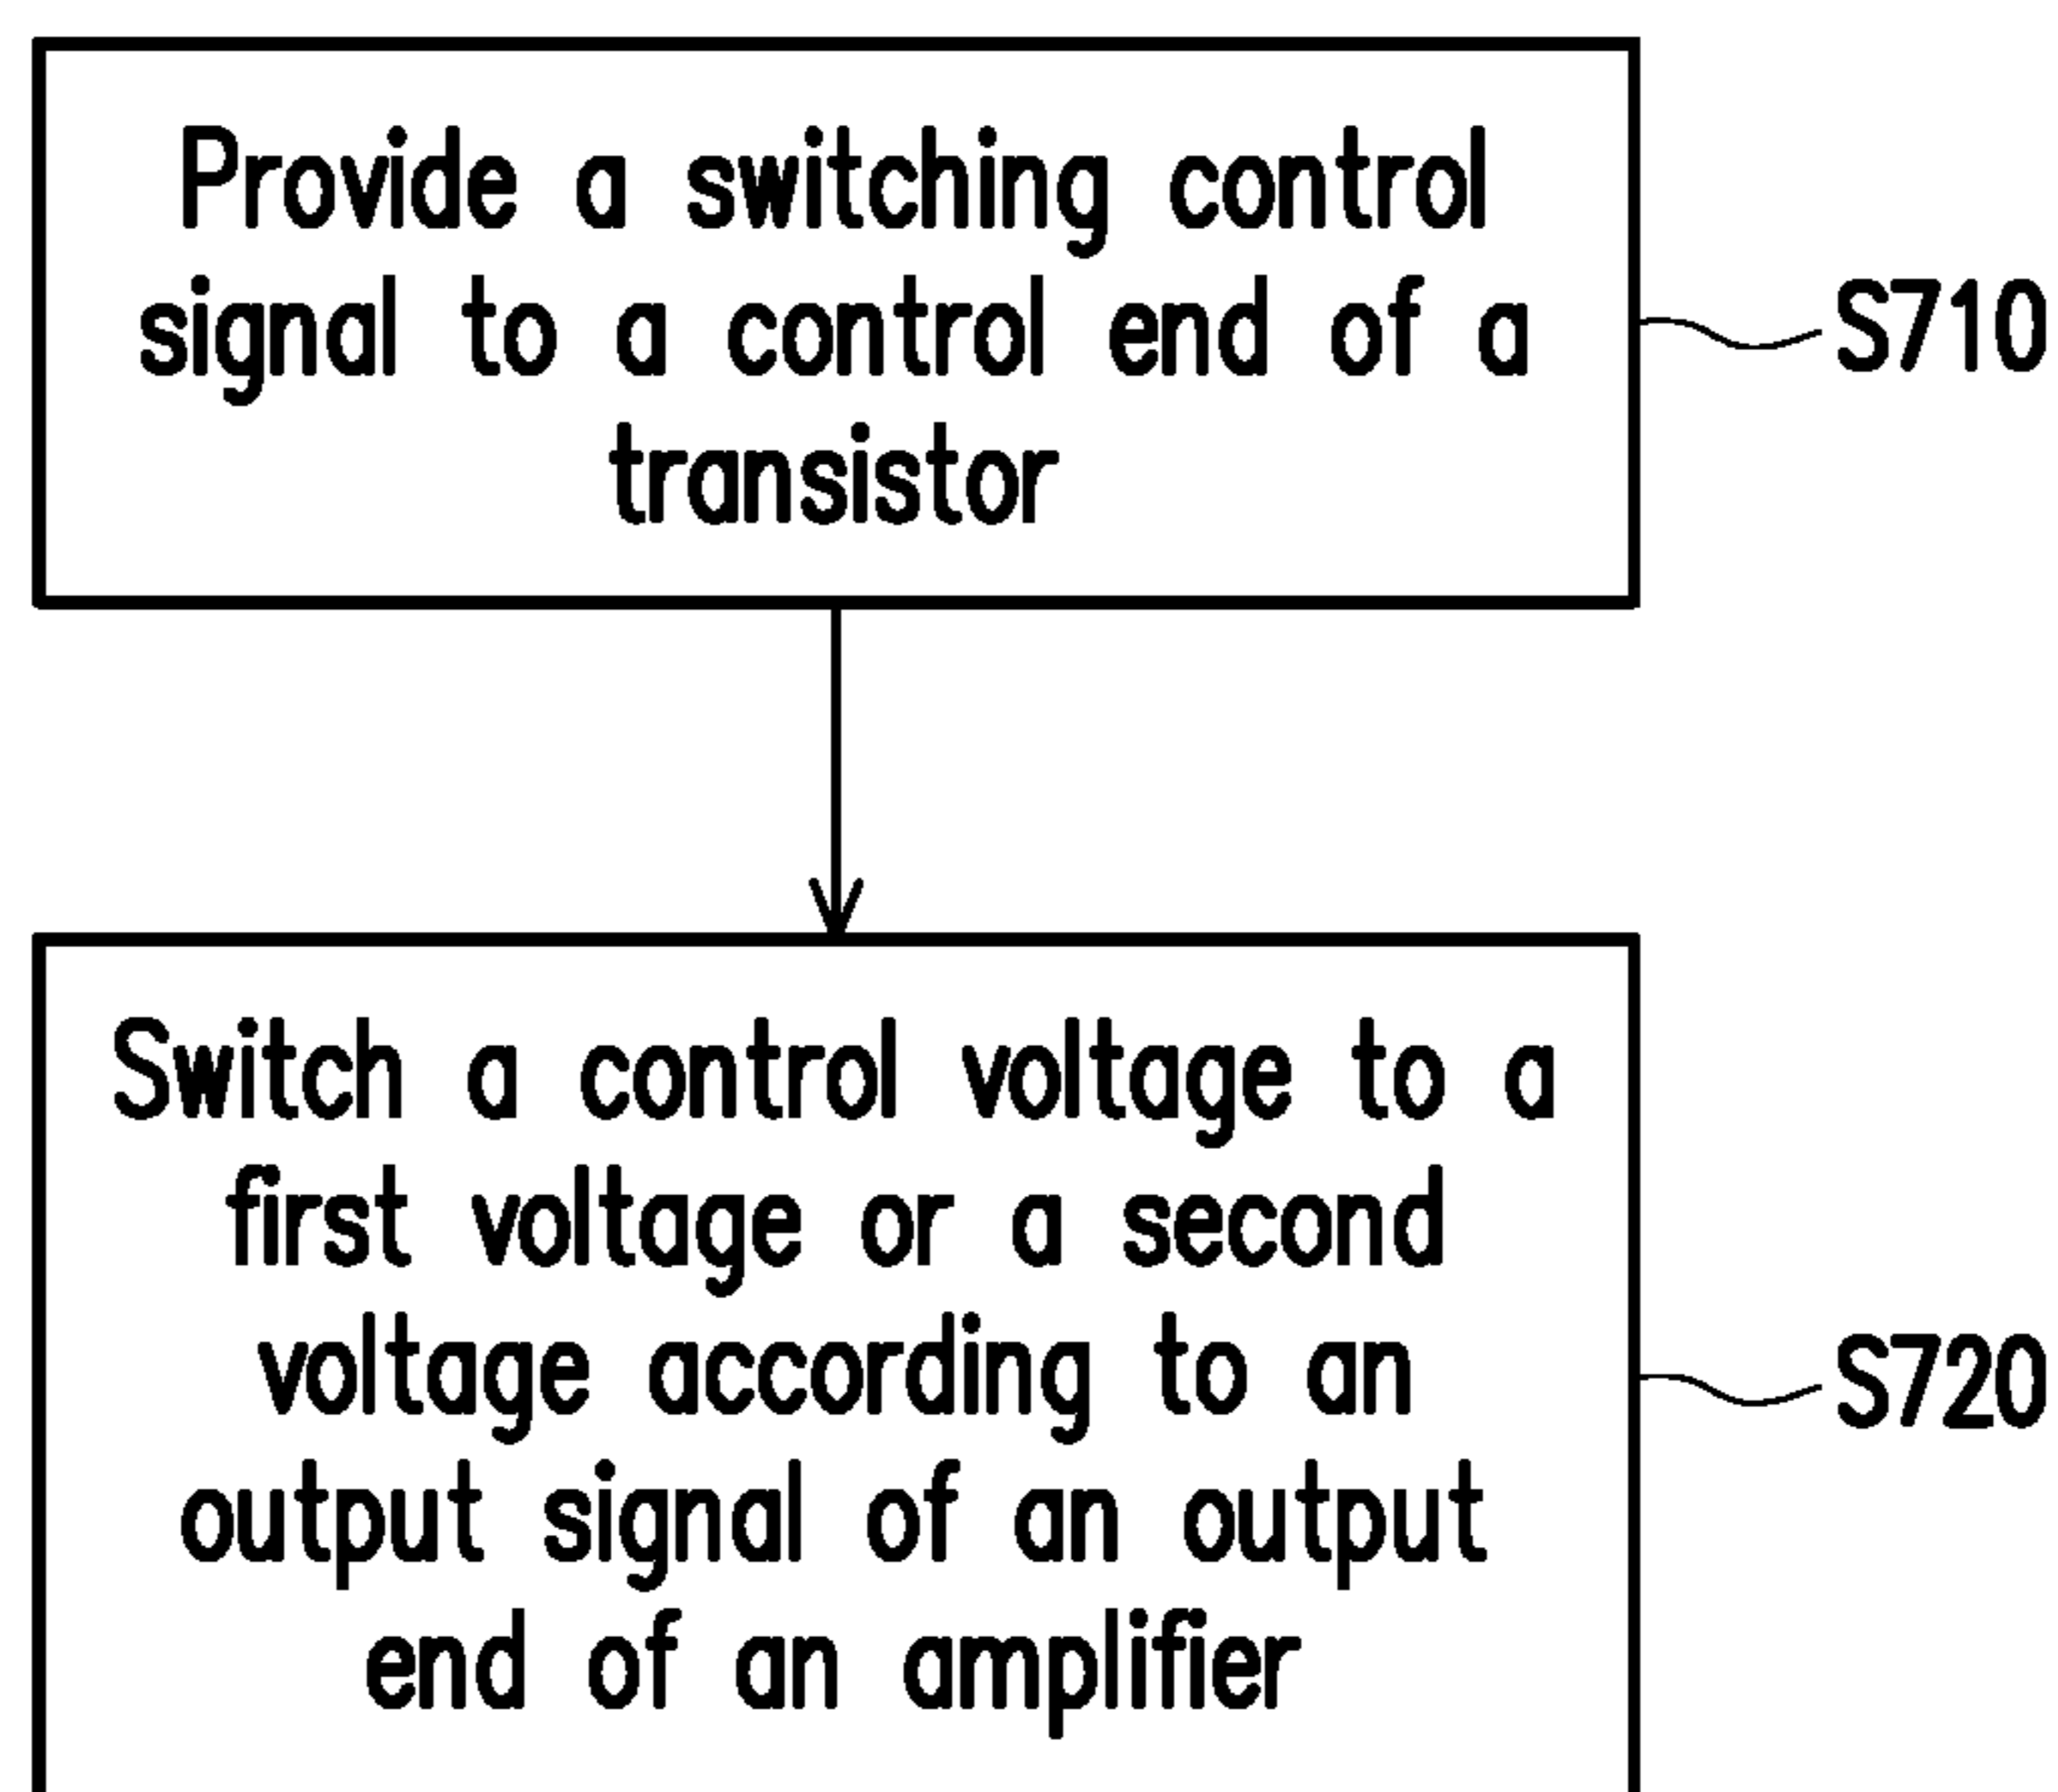 Provide a switching control
signal to a control end of a
transistor
S710
Switch a control voltage to a
first voltage or a second
voltage according to an
output signal of an output
end of an amplifier
S720